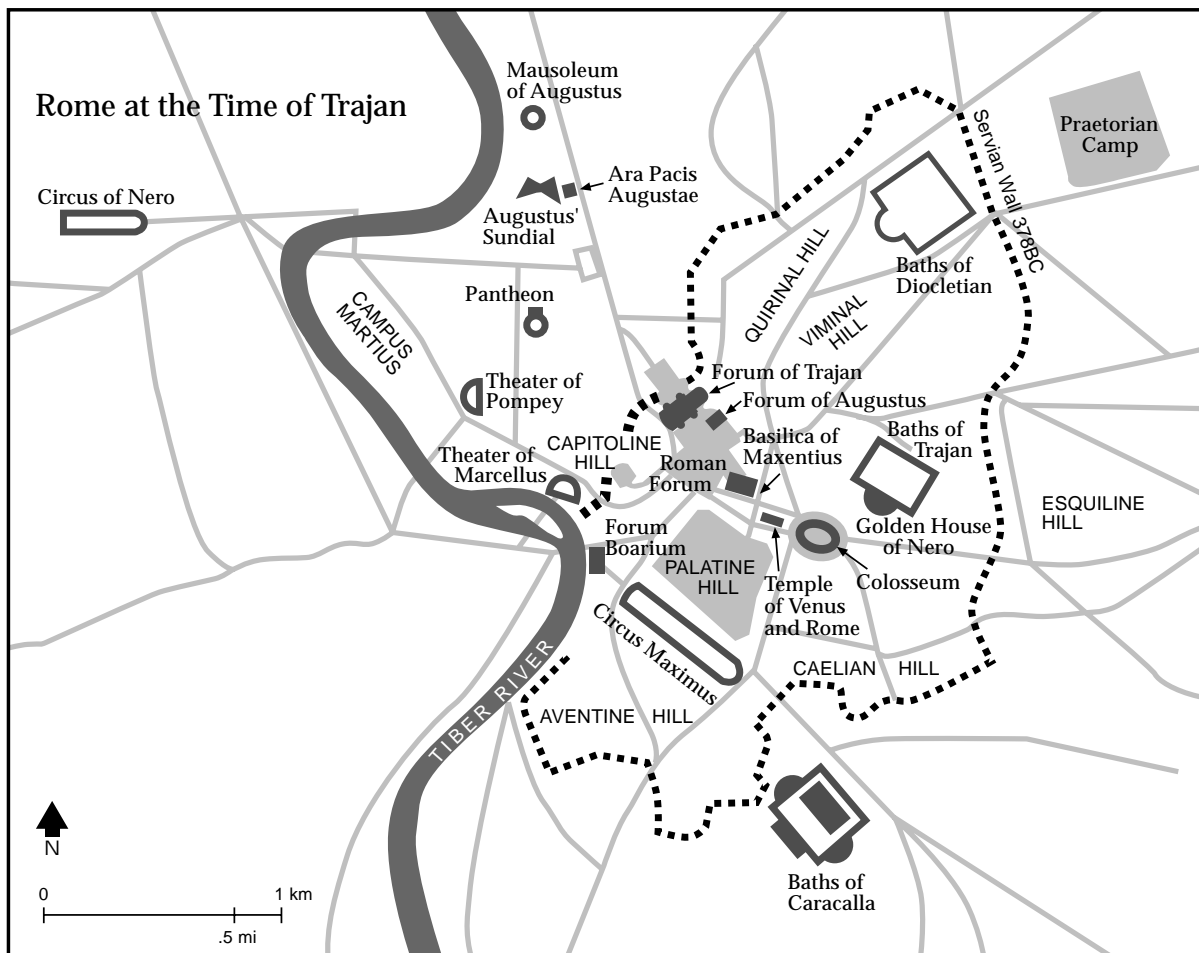 Rome at the Time of Trajan
Mausoleum
of Augustus
Servian Wall 378BC
Praetorian
Camp
Circus of Nero
Ara Pacis
Augustae
Augustus'
Sundial
Baths of
Diocletian
QUIRINAL HILL
Pantheon
CAMPUS
MARTIUS
VIMINAL
HILL
Theater of
Pompey
Forum of Trajan
Forum of Augustus
CAPITOLINE
HILL
Basilica of
Maxentius
Baths of
Trajan
Theater of
Marcellus
Roman
Forum
ESQUILINE
HILL
Golden House
of Nero
Forum
Boarium
PALATINE
HILL
Colosseum
Temple
of Venus
and Rome
Circus Maximus
CAELIAN HILL
TIBER RIVER
AVENTINE HILL
N
0 1 km
.5 mi
Baths of
Caracalla